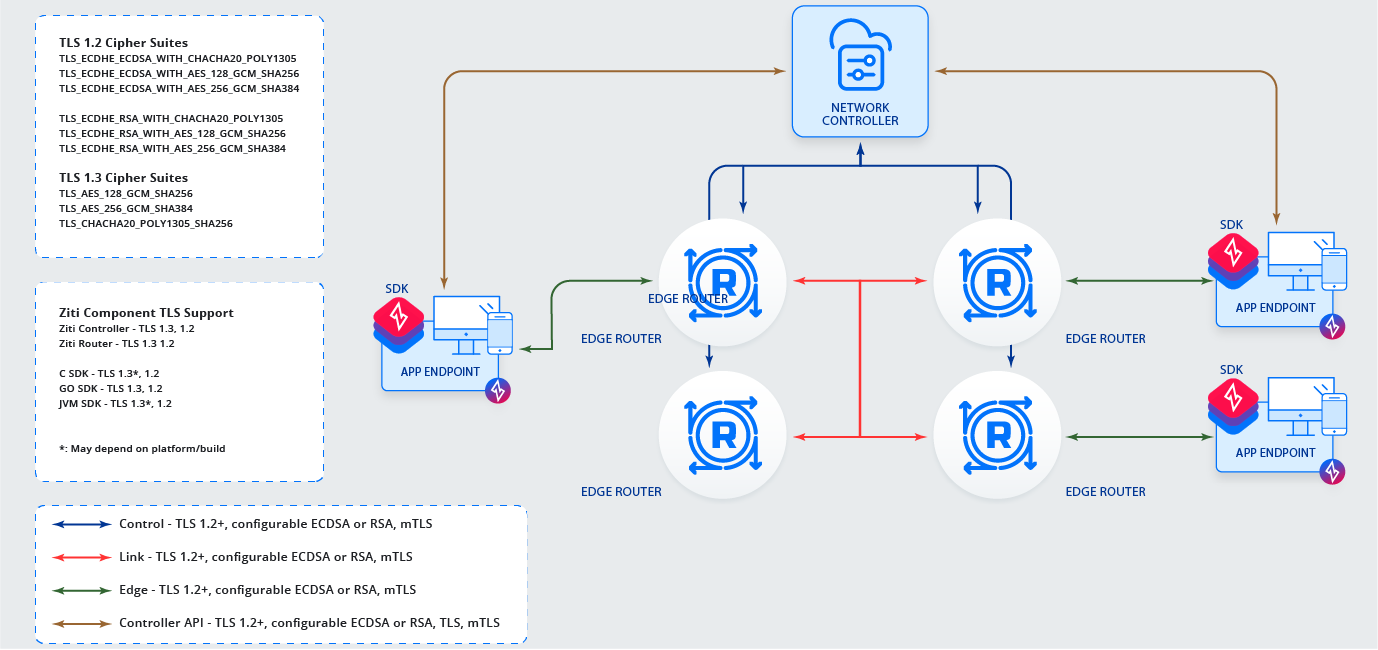 TLS 1.2 Cipher Suites
TLS_ECDHE_ECDSA_WITH_CHACHA20_POLY1305
TLS_ECDHE_ECDSA_WITH_AES_128_GCM_SHA256
TLS_ECDHE_ECDSA_WITH_AES_256_GCM_SHA384
TLS_ECDHE_RSA_WITH_CHACHA20_POLY1305
TLS_ECDHE_RSA_WITH_AES_128_GCM_SHA256
TLS_ECDHE_RSA_WITH_AES_256_GCM_SHA384
TLS 1.3 Cipher Suites
TLS_AES_128_GCM_SHA256
TLS_AES_256_GCM_SHA384
TLS_CHACHA20_POLY1305_SHA256
Ziti Component TLS Support
Ziti Controller - TLS 1.3, 1.2
Ziti Router - TLS 1.3 1.2
C SDK - TLS 1.3*, 1.2
GO SDK - TLS 1.3, 1.2
JVM SDK - TLS 1.3*, 1.2
*: May depend on platform/build
Control - TLS 1.2+, configurable ECDSA or RSA, mTLS
Link - TLS 1.2+, configurable ECDSA or RSA, mTLS
Edge - TLS 1.2+, configurable ECDSA or RSA, mTLS
Controller API - TLS 1.2+, configurable ECDSA or RSA, TLS, mTLS
NETWORK
CONTROLLER
SDK
APP ENDPOINT
R
EDGE ROUTER
EDGE ROUTER
R
EDGE ROUTER
R
EDGE ROUTER
R
EDGE ROUTER
SDK
APP ENDPOINT
SDK
APP ENDPOINT